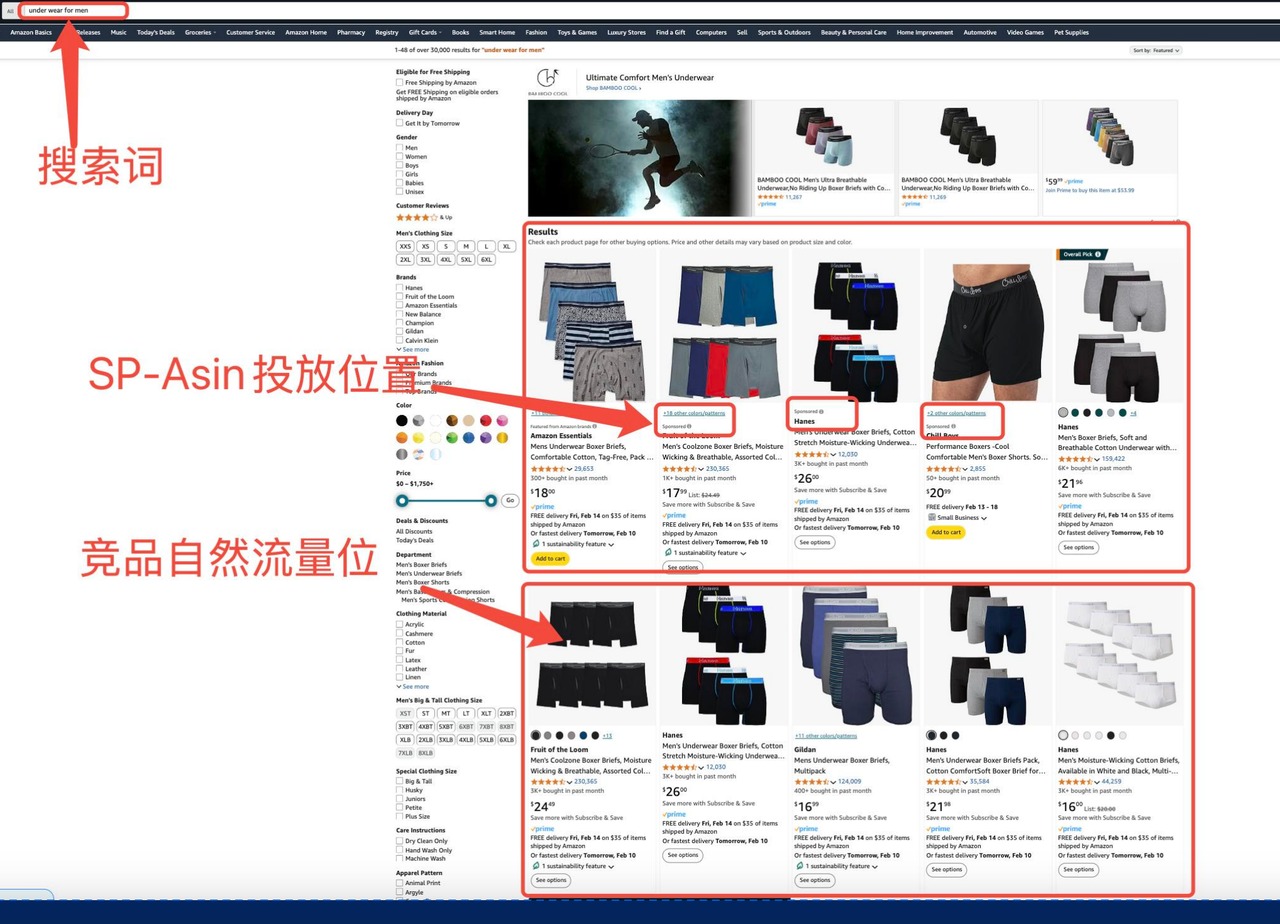 All
under wear for men
Amazon Basics
Releases
Music
Today's Deals
Groceries
Customer Service
Amazon Home
Pharmacy
Registry
Gift Cards
Books
Smart Home
Fashion
Toys & Games
Luxury Stores
Find a Gift
Computers
Sell
Sports & Outdoors
Beauty & Personal Care
Home Improvement
Automotive
Video Games
Pet Supplies
1-48 of over 30,000 results for "under wear for men"
Sort by: Featured
搜索词
SP-Asin投放位置
竞品自然流量位
Eligible for Free Shipping
Free Shipping by Amazon
Get FREE Shipping on eligible orders
shipped by Amazon
Delivery Day
Get It by Tomorrow
Gender
Men
Women
Boys
Girls
Babies
Unisex
Customer Reviews
& Up
Men's Clothing Size
XXS XS S M L XL
2XL 3XL 4XL 5XL 6XL
Brands
Hanes
Fruit of the Loom
Amazon Essentials
New Balance
Champion
Gildan
Calvin Klein
See more
Fashion
Brands
Premium Brands
Color
Price
$0 – $1,750+
Go
Deals & Discounts
All Discounts
Today's Deals
Department
Men's Boxer Briefs
Men's Underwear Briefs
Men's Boxer Shorts
& Compression
Men's Sports
Shorts
Clothing Material
Acrylic
Cashmere
Cotton
Fur
Latex
Leather
Linen
See more
Men's Big & Tall Clothing Size
XST ST MT LT XLT 2XBT
3XBT 4XBT 5XBT 6XBT 7XBT 8XBT
XLB 2XLB 3XLB 4XLB 5XLB 6XLB
7XLB 8XLB
Special Clothing Size
Big & Tall
Husky
Juniors
Petite
Plus Size
Care Instructions
Dry Clean Only
Hand Wash Only
Machine Wash
Apparel Pattern
Animal Print
Argyle
BAMBOO COOL
Ultimate Comfort Men's Underwear
Shop BAMBOO COOL ›
BAMBOO COOL Men's Ultra Breathable
Underwear,No Riding Up Boxer Briefs with Co...
11,267
prime
BAMBOO COOL Men's Ultra Breathable
Underwear,No Riding Up Boxer Briefs with Co...
11,269
prime
$59.99 prime
Join Prime to buy this item at $53.99
Results
Check each product page for other buying options. Price and other details may vary based on product size and color.
Featured from Amazon brands
Amazon Essentials
Mens Underwear Boxer Briefs,
Comfortable Cotton, Tag-Free, Pack ...
29,653
300+ bought in past month
$18.00
prime
FREE delivery Fri, Feb 14 on $35 of items
shipped by Amazon
Or fastest delivery Tomorrow, Feb 10
1 sustainability feature
Add to cart
+18 other colors/patterns
Sponsored
Fruit of the Loom
Men's Coolzone Boxer Briefs, Moisture
Wicking & Breathable, Assorted Col...
230,365
1K+ bought in past month
$17.99 List: $24.49
Save more with Subscribe & Save
prime
FREE delivery Fri, Feb 14 on $35 of items
shipped by Amazon
Or fastest delivery Tomorrow, Feb 10
1 sustainability feature
See options
Sponsored
Hanes
Men's Underwear Boxer Briefs, Cotton
Stretch Moisture-Wicking Underwea...
12,030
3K+ bought in past month
$26.00
Save more with Subscribe & Save
prime
FREE delivery Fri, Feb 14 on $35 of items
shipped by Amazon
Or fastest delivery Tomorrow, Feb 10
See options
+2 other colors/patterns
Sponsored
Chill Boys
Performance Boxers -Cool
Comfortable Men's Boxer Shorts. So...
2,855
50+ bought in past month
$20.99
FREE delivery Feb 13 - 18
Small Business
Add to cart
Overall Pick
+4
Hanes
Men's Boxer Briefs, Soft and
Breathable Cotton Underwear with...
159,422
6K+ bought in past month
$21.96
Save more with Subscribe & Save
prime
FREE delivery Fri, Feb 14 on $35 of items
shipped by Amazon
Or fastest delivery Tomorrow, Feb 10
See options
+13
Fruit of the Loom
Men's Coolzone Boxer Briefs, Moisture
Wicking & Breathable, Assorted Col...
230,365
3K+ bought in past month
$24.49
Save more with Subscribe & Save
prime
FREE delivery Fri, Feb 14 on $35 of items
shipped by Amazon
Or fastest delivery Tomorrow, Feb 10
1 sustainability feature
See options
Hanes
Men's Underwear Boxer Briefs, Cotton
Stretch Moisture-Wicking Underwea...
12,030
3K+ bought in past month
$26.00
Save more with Subscribe & Save
prime
FREE delivery Fri, Feb 14 on $35 of items
shipped by Amazon
Or fastest delivery Tomorrow, Feb 10
See options
+11 other colors/patterns
Gildan
Mens Underwear Boxer Briefs,
Multipack
124,009
400+ bought in past month
$16.99
Save more with Subscribe & Save
prime
FREE delivery Fri, Feb 14 on $35 of items
shipped by Amazon
Or fastest delivery Tomorrow, Feb 10
1 sustainability feature
See options
Hanes
Men's Underwear Boxer Briefs Pack,
Cotton ComfortSoft Boxer Brief for...
35,584
3K+ bought in past month
$21.98
Save more with Subscribe & Save
prime
FREE delivery Fri, Feb 14 on $35 of items
shipped by Amazon
Or fastest delivery Tomorrow, Feb 10
See options
Hanes
Men's Moisture-Wicking Cotton Briefs,
Available in White and Black, Multi-...
44,259
3K+ bought in past month
$16.00 List: $20.00
Save more with Subscribe & Save
prime
FREE delivery Fri, Feb 14 on $35 of items
shipped by Amazon
Or fastest delivery Tomorrow, Feb 10
See options